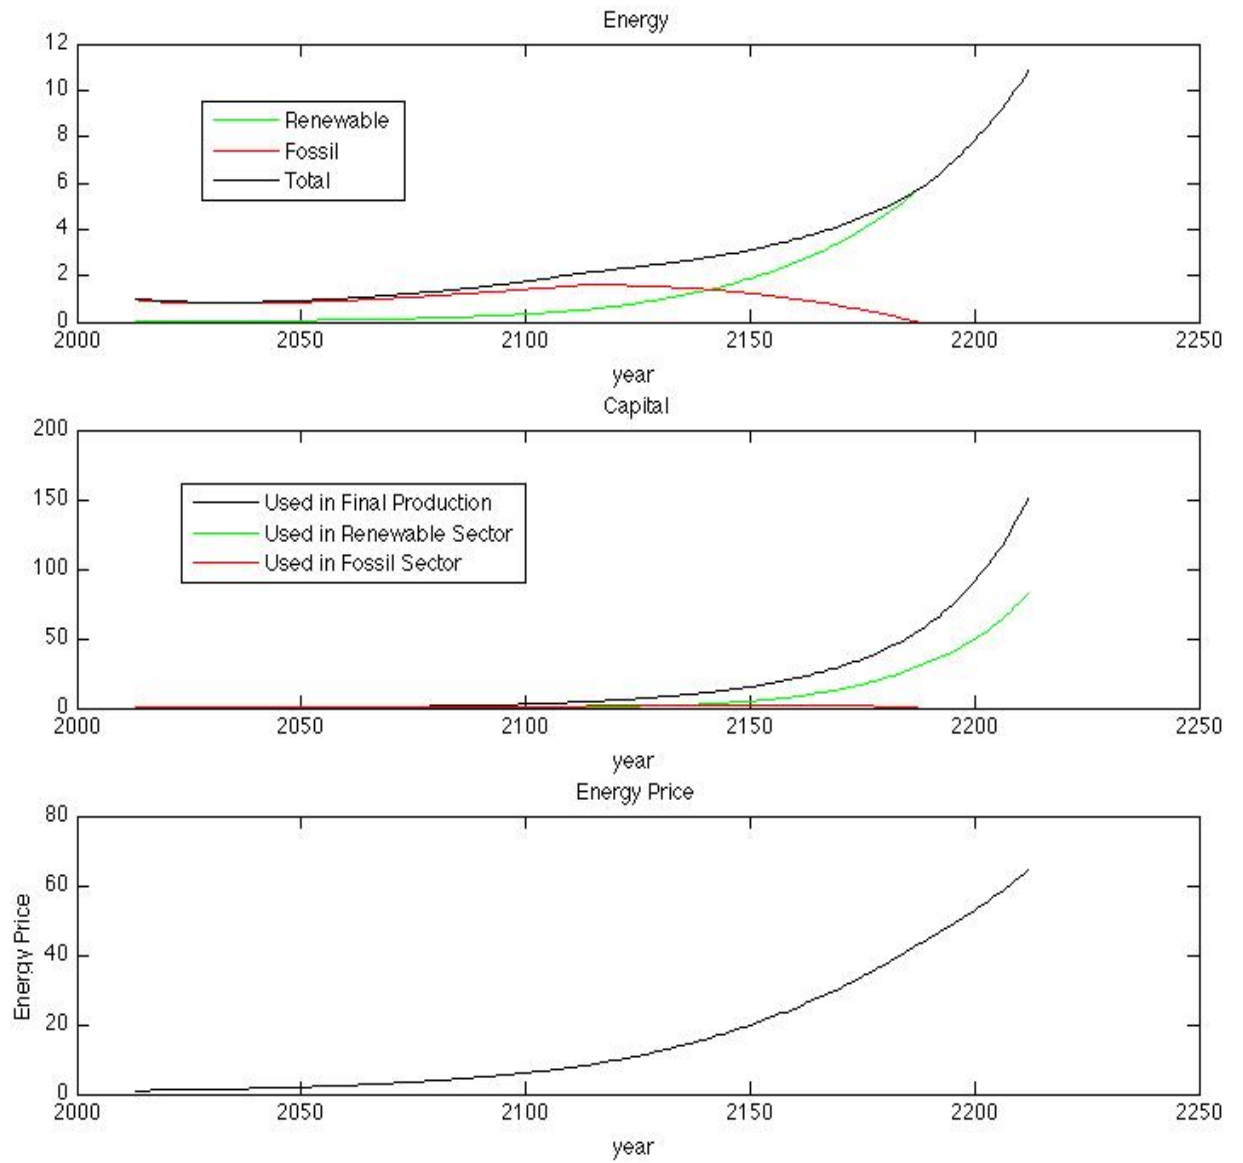 Energy
12
10
8
6
4
2
0
Renewable
Fossil
Total
2000 2050 2100 2150 2200 2250
year
Capital
200
150
100
50
0
Used in Final Production
Used in Renewable Sector
Used in Fossil Sector
2000 2050 2100 2150 2200 2250
year
Energy Price
80
60
40
20
0
Energy Price
2000 2050 2100 2150 2200 2250
year